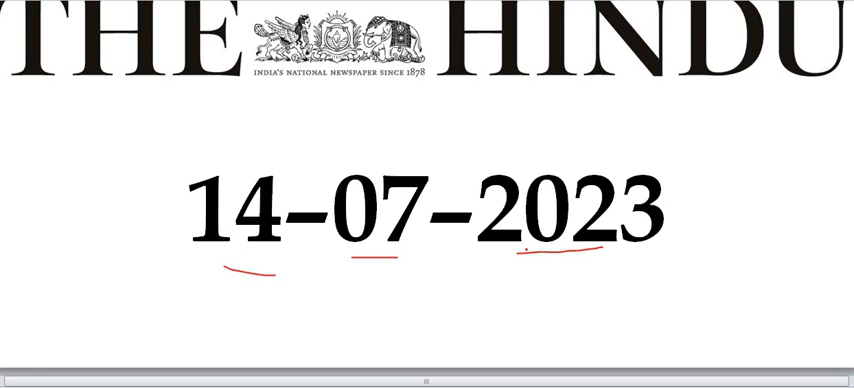 THE HINDU
INDIA'S NATIONAL NEWSPAPER SINCE 1878
14–07–2023